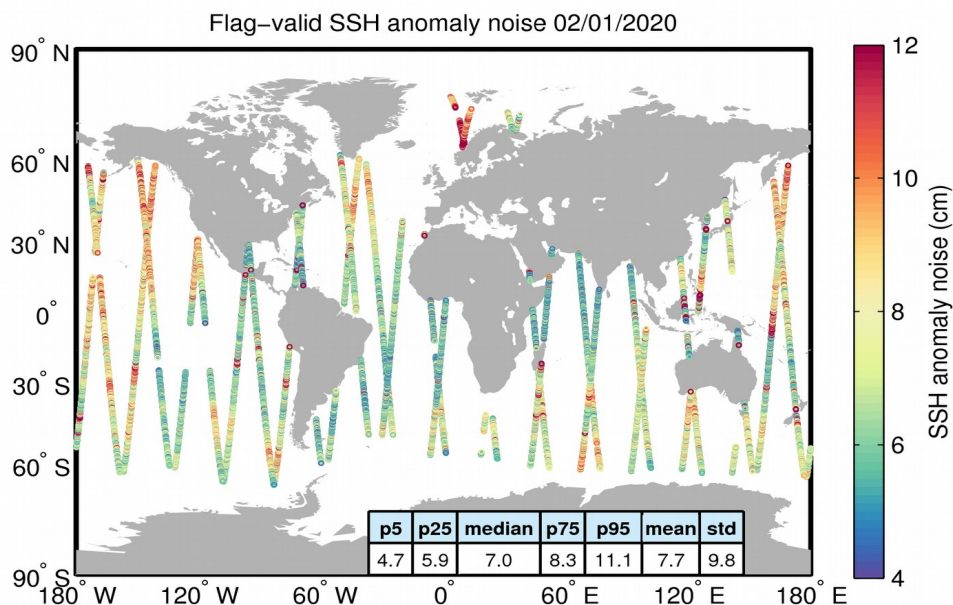 Flag−valid SSH anomaly noise 02/01/2020
90° N
60° N
30° N
0°
30° S
60° S
90° S
180° W
120° W
60° W
0°
60° E
120° E
180° E
p5 p25 median p75 p95 mean std
4.7 5.9 7.0 8.3 11.1 7.7 9.8
12
10
8
6
4
SSH anomaly noise (cm)